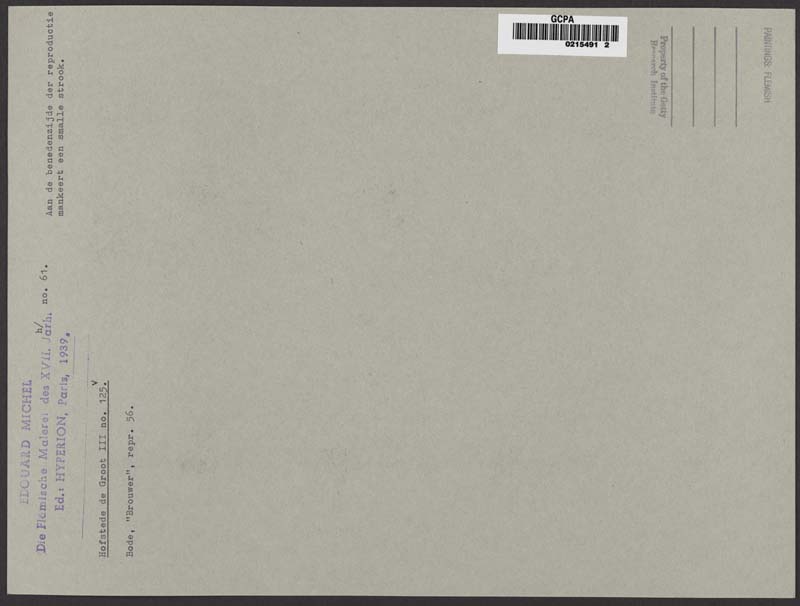 EDOUARD MICHEL
Die Flämische Malerei des XVII. Jarh. no. 61.
h/
Ed.: HYPERION, Paris, 1939.
Aan de benedenzijde der reproductie
mankeert een smalle strook.
Hofstede de Groot III no. 125.
v
Bode, "Brouwer", repr. 56.
GCPA
0215491 2
Property of the Getty
Research Institute
PAINTINGS: FLEMISH